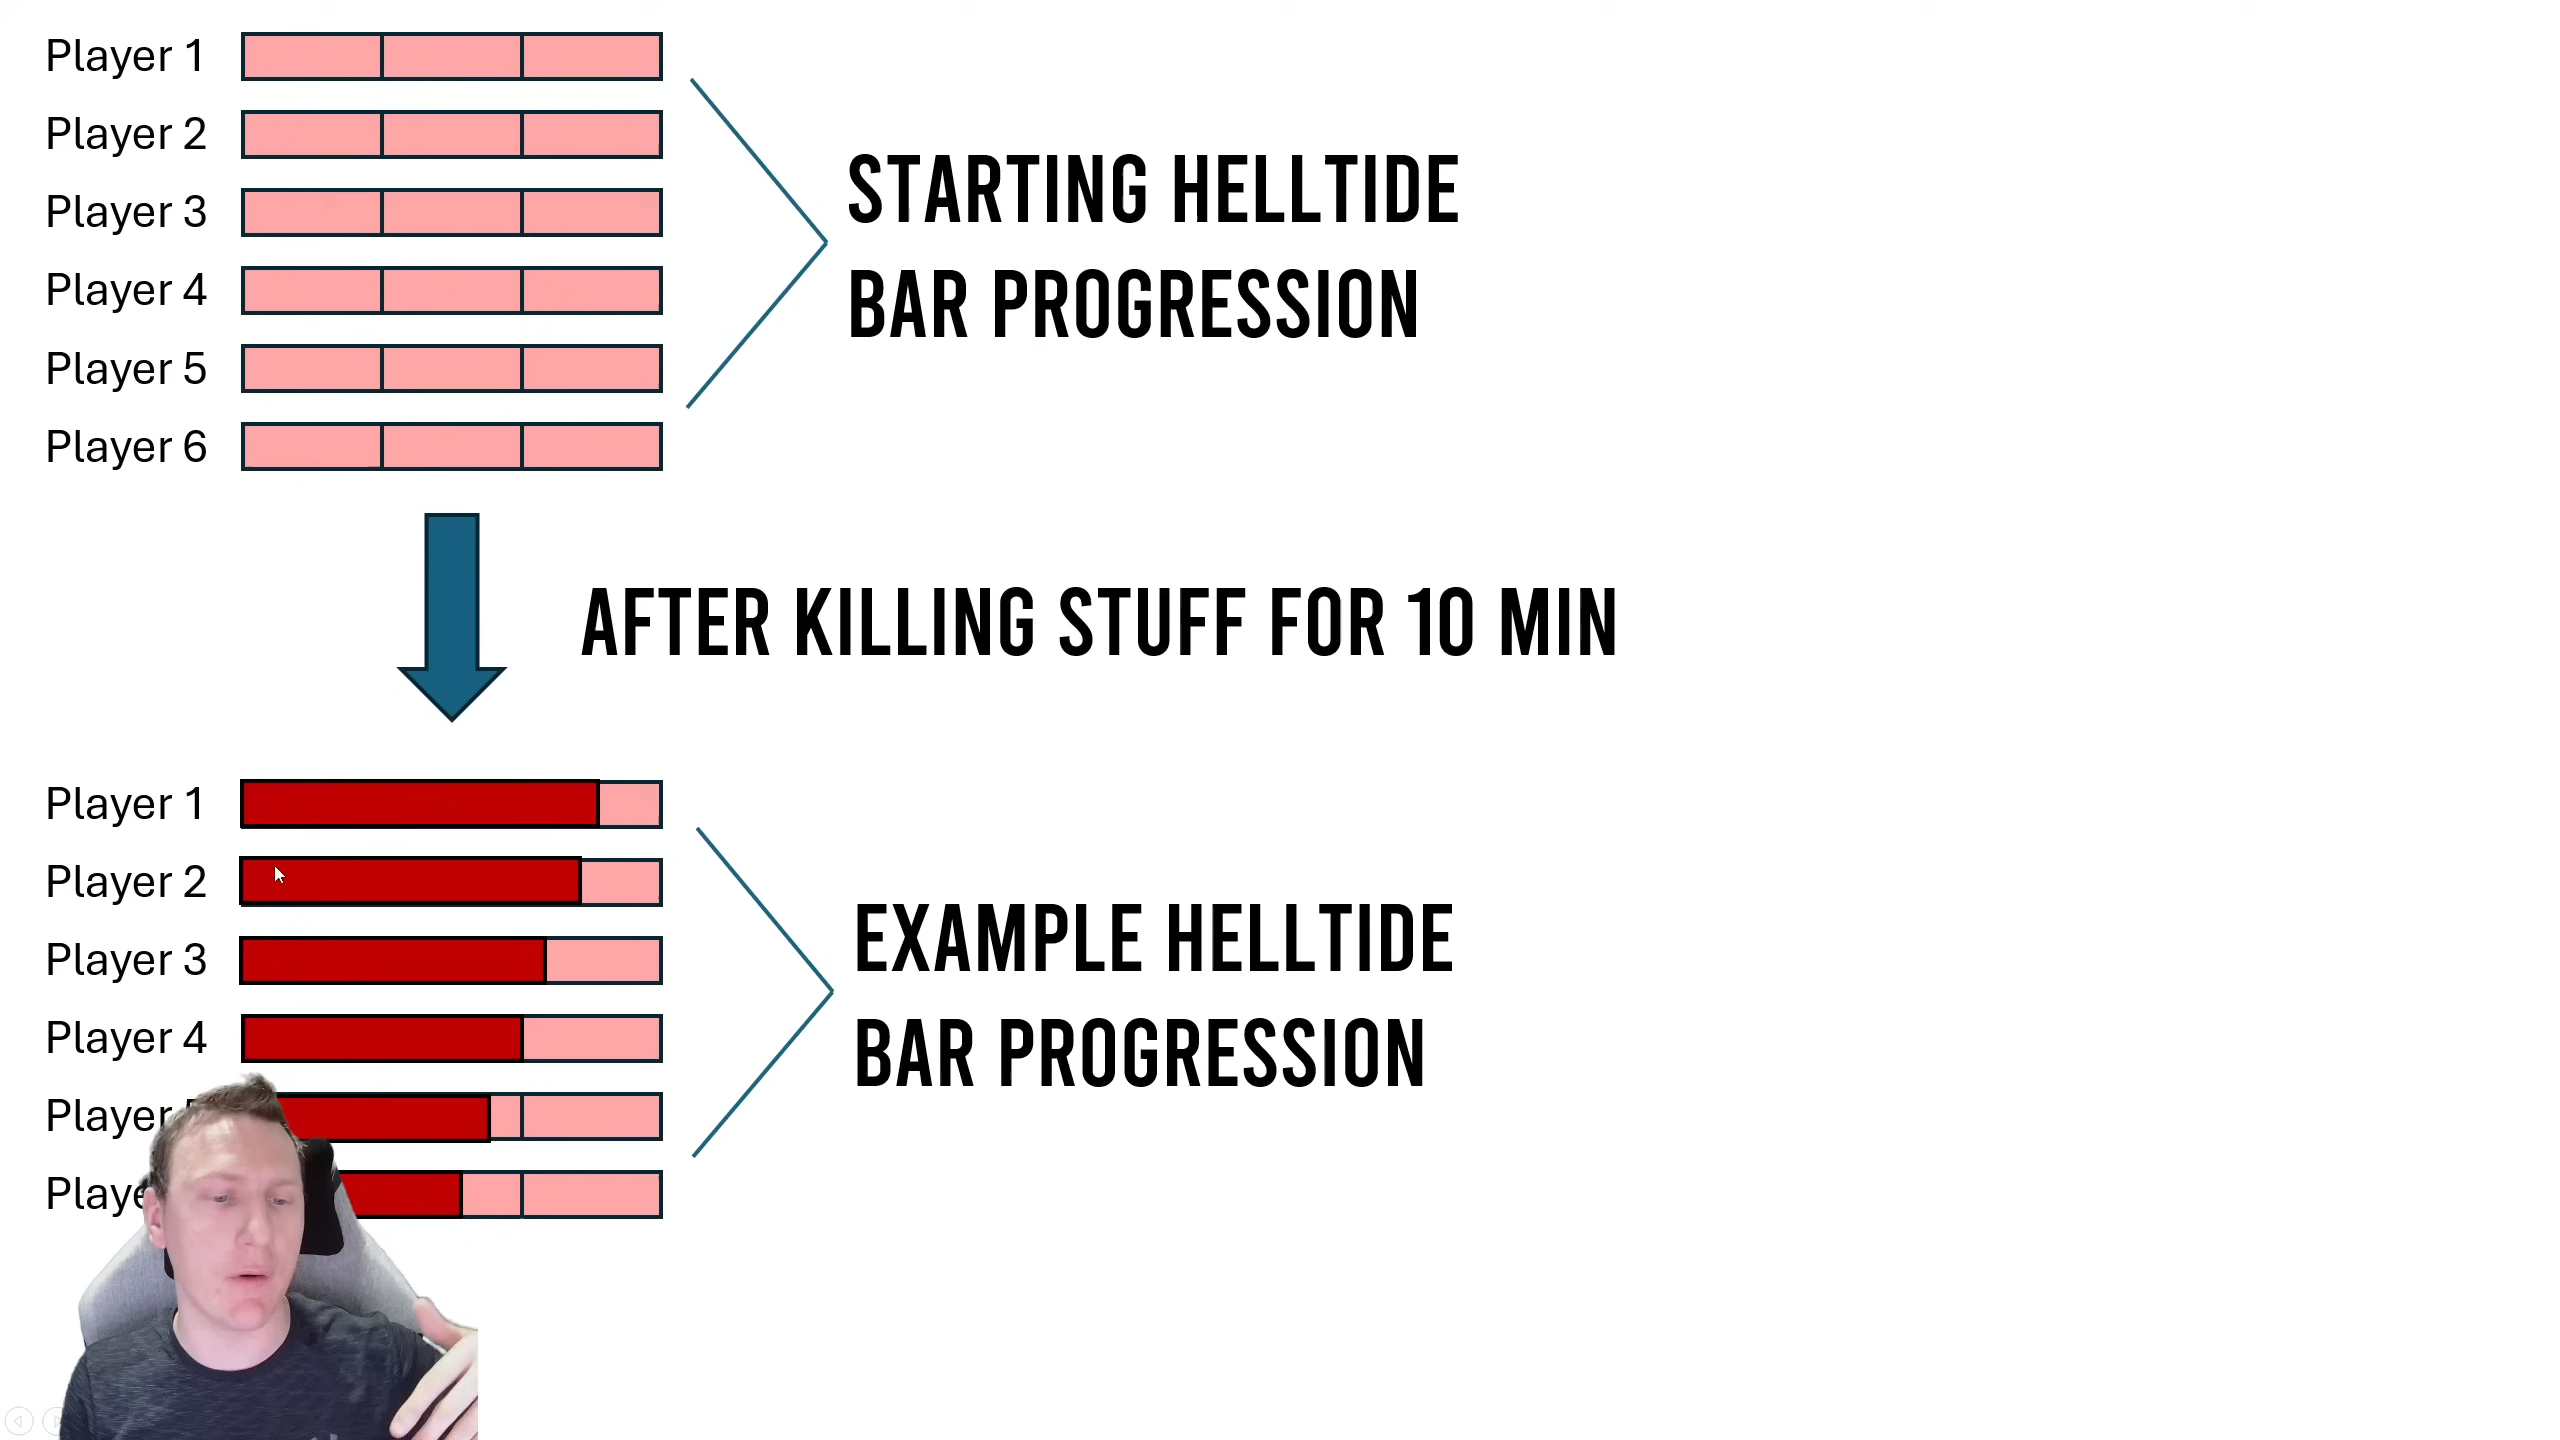 Player 1
Player 2
Player 3
Player 4
Player 5
Player 6
STARTING HELLTIDE
BAR PROGRESSION
AFTER KILLING STUFF FOR 10 MIN
Player 1
Player 2
Player 3
Player 4
Player
EXAMPLE HELLTIDE
BAR PROGRESSION